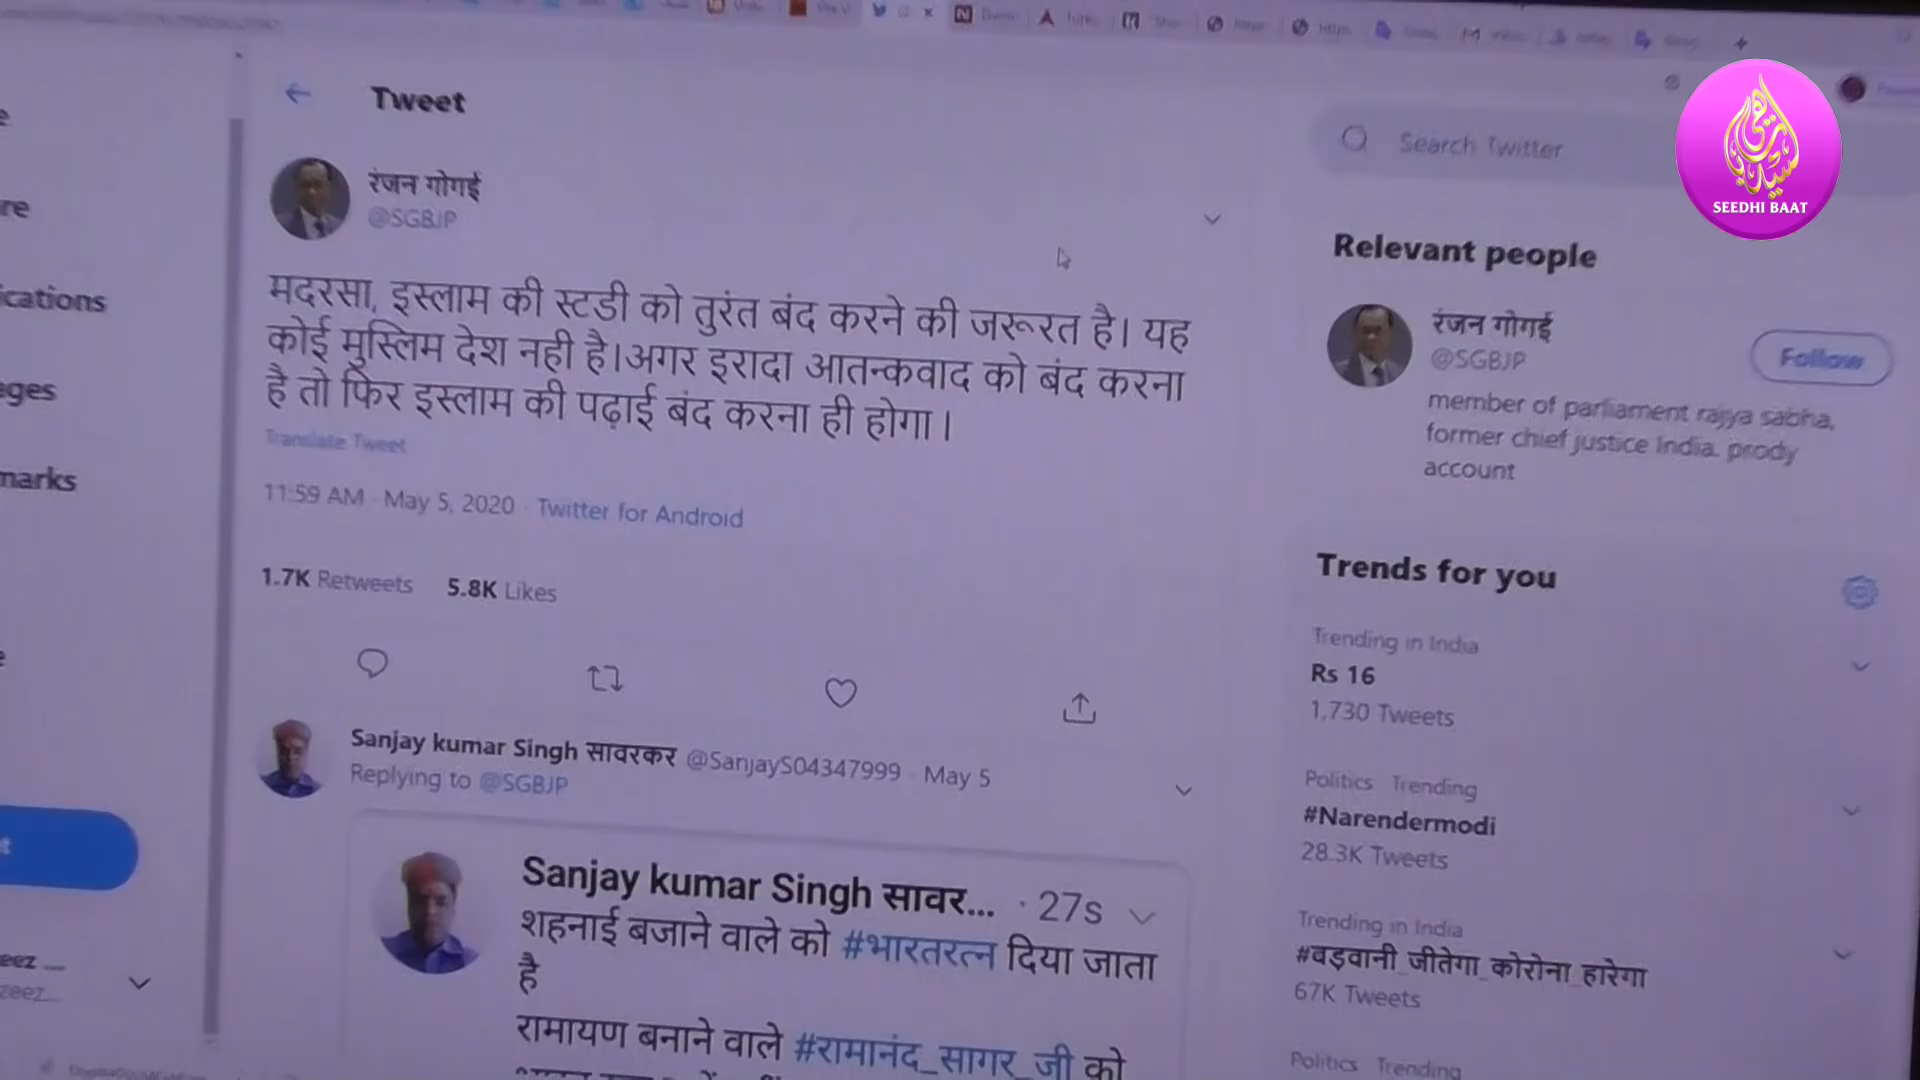 Tweet
Search Twitter
SEEDHI BAAT
रंजन गोगई
@SGBJP
मदरसा, इस्लाम की स्टडी को तुरंत बंद करने की जरूरत है। यह
कोई मुस्लिम देश नही है।अगर इरादा आतन्कवाद को बंद करना
है तो फिर इस्लाम की पढ़ाई बंद करना ही होगा ।
Translate Tweet
11:59 AM · May 5, 2020 · Twitter for Android
1.7K Retweets 5.8K Likes
Sanjay kumar Singh सावरकर @SanjayS04347999 · May 5
Replying to @SGBJP
Sanjay kumar Singh सावर... · 27s
शहनाई बजाने वाले को #भारतरत्न दिया जाता
है
रामायण बनाने वाले #रामानंद_सागर_जी को
Relevant people
रंजन गोगई
@SGBJP
Follow
member of parliament rajya sabha,
former chief justice India. prody
account
Trends for you
Trending in India
Rs 16
1,730 Tweets
Politics · Trending
#Narendermodi
28.3K Tweets
Trending in India
#वड़वानी_जीतेगा_कोरोना_हारेगा
67K Tweets
Politics · Trending